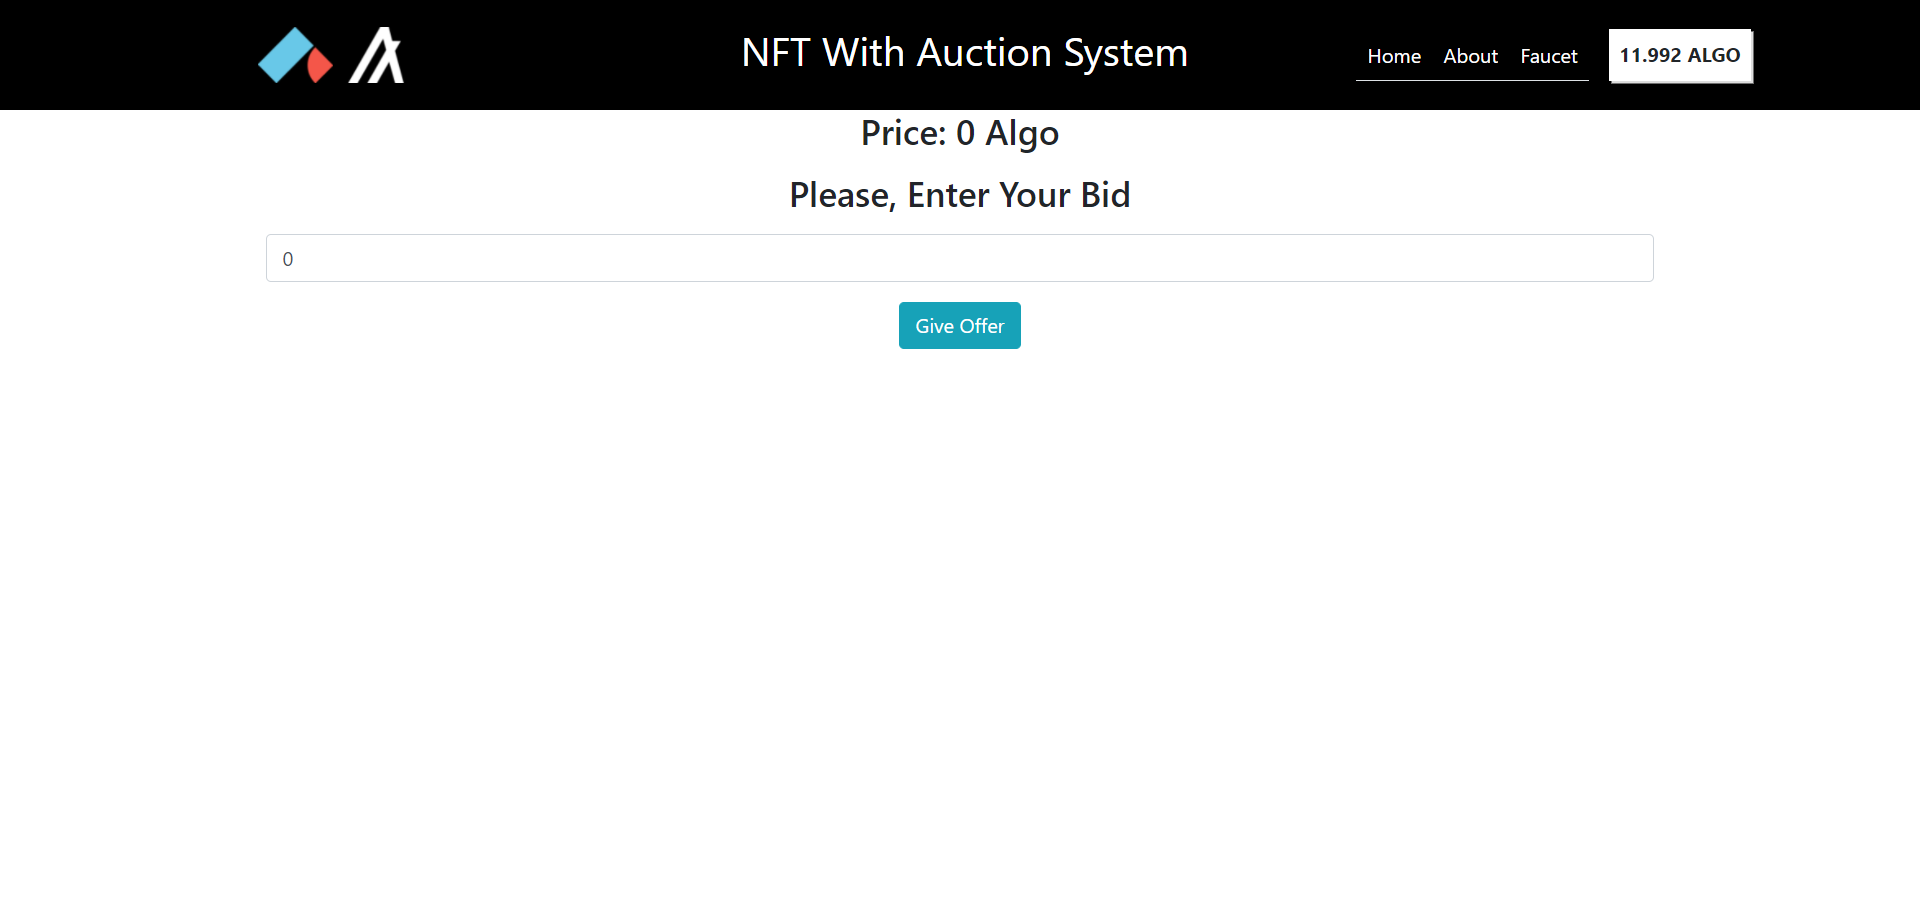 NFT With Auction System
Home About Faucet
11.992 ALGO
Price: 0 Algo
Please, Enter Your Bid
0
Give Offer